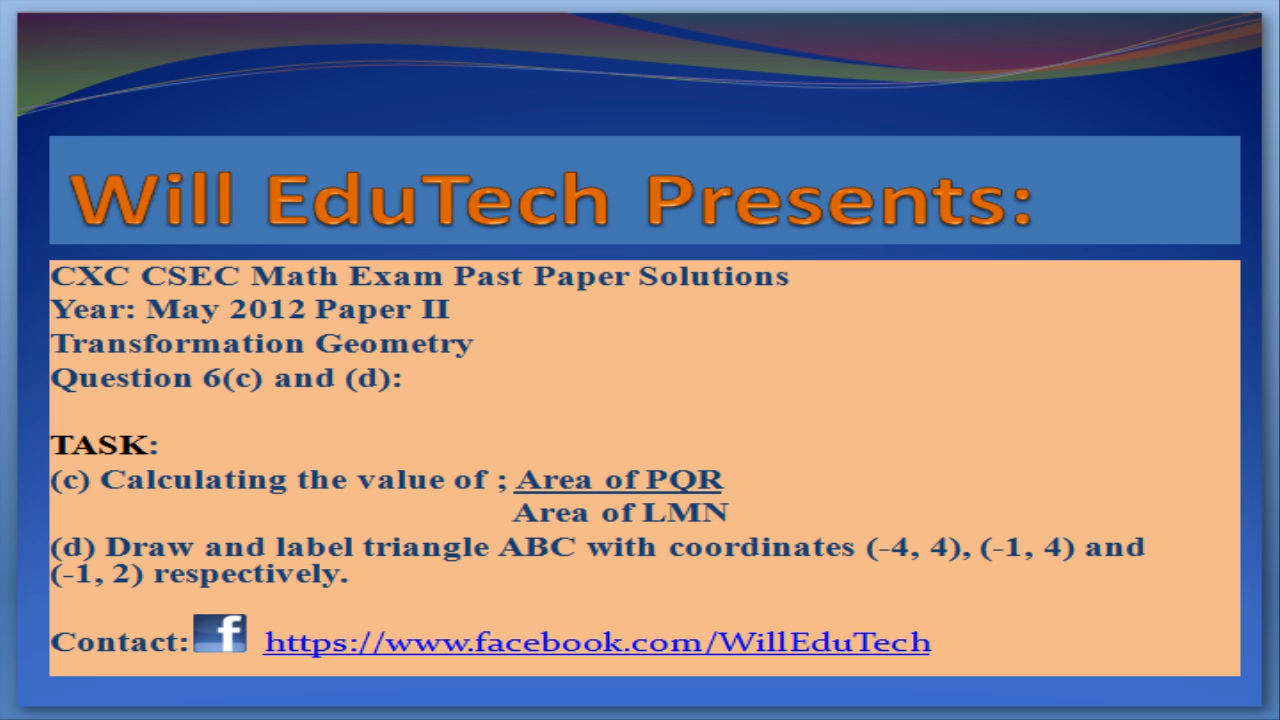 Will EduTech Presents:
CXC CSEC Math Exam Past Paper Solutions
Year: May 2012 Paper II
Transformation Geometry
Question 6(c) and (d):
TASK:
(c) Calculating the value of ; Area of PQR
Area of LMN
(d) Draw and label triangle ABC with coordinates (-4, 4), (-1, 4) and
(-1, 2) respectively.
Contact: f https://www.facebook.com/WillEduTech